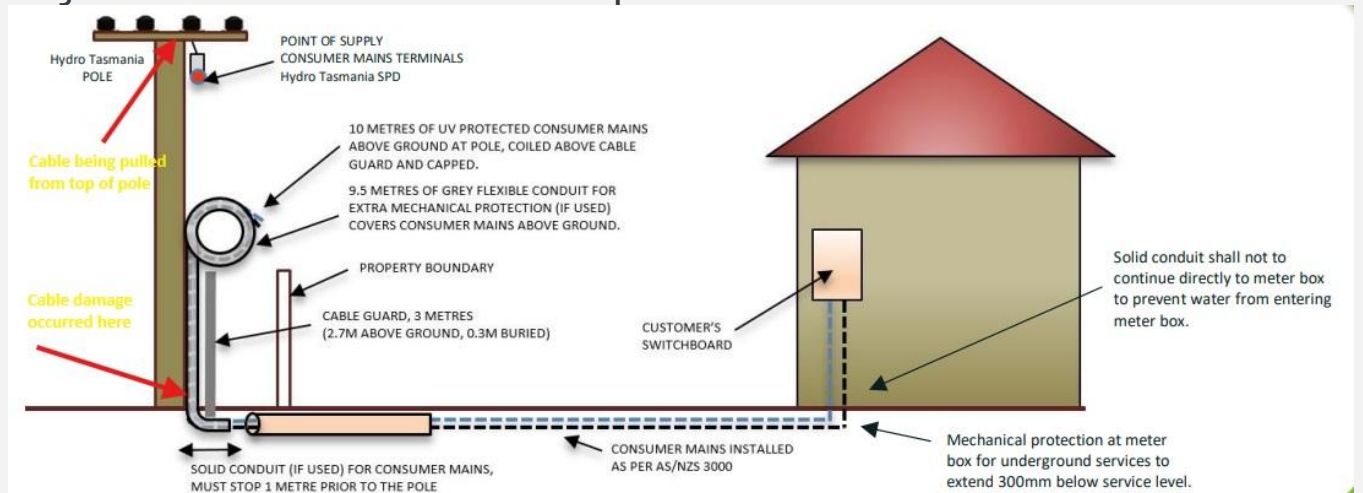 Hydro Tasmania
POLE
POINT OF SUPPLY
CONSUMER MAINS TERMINALS
Hydro Tasmania SPD
Cable being pulled
from top of pole
10 METRES OF UV PROTECTED CONSUMER MAINS
ABOVE GROUND AT POLE, COILED ABOVE CABLE
GUARD AND CAPPED.
9.5 METRES OF GREY FLEXIBLE CONDUIT FOR
EXTRA MECHANICAL PROTECTION (IF USED)
COVERS CONSUMER MAINS ABOVE GROUND.
PROPERTY BOUNDARY
Cable damage
occurred here
CABLE GUARD, 3 METRES
(2.7M ABOVE GROUND, 0.3M BURIED)
CUSTOMER'S
SWITCHBOARD
Solid conduit shall not to
continue directly to meter box
to prevent water from entering
meter box.
SOLID CONDUIT (IF USED) FOR CONSUMER MAINS,
MUST STOP 1 METRE PRIOR TO THE POLE
CONSUMER MAINS INSTALLED
AS PER AS/NZS 3000
Mechanical protection at meter
box for underground services to
extend 300mm below service level.